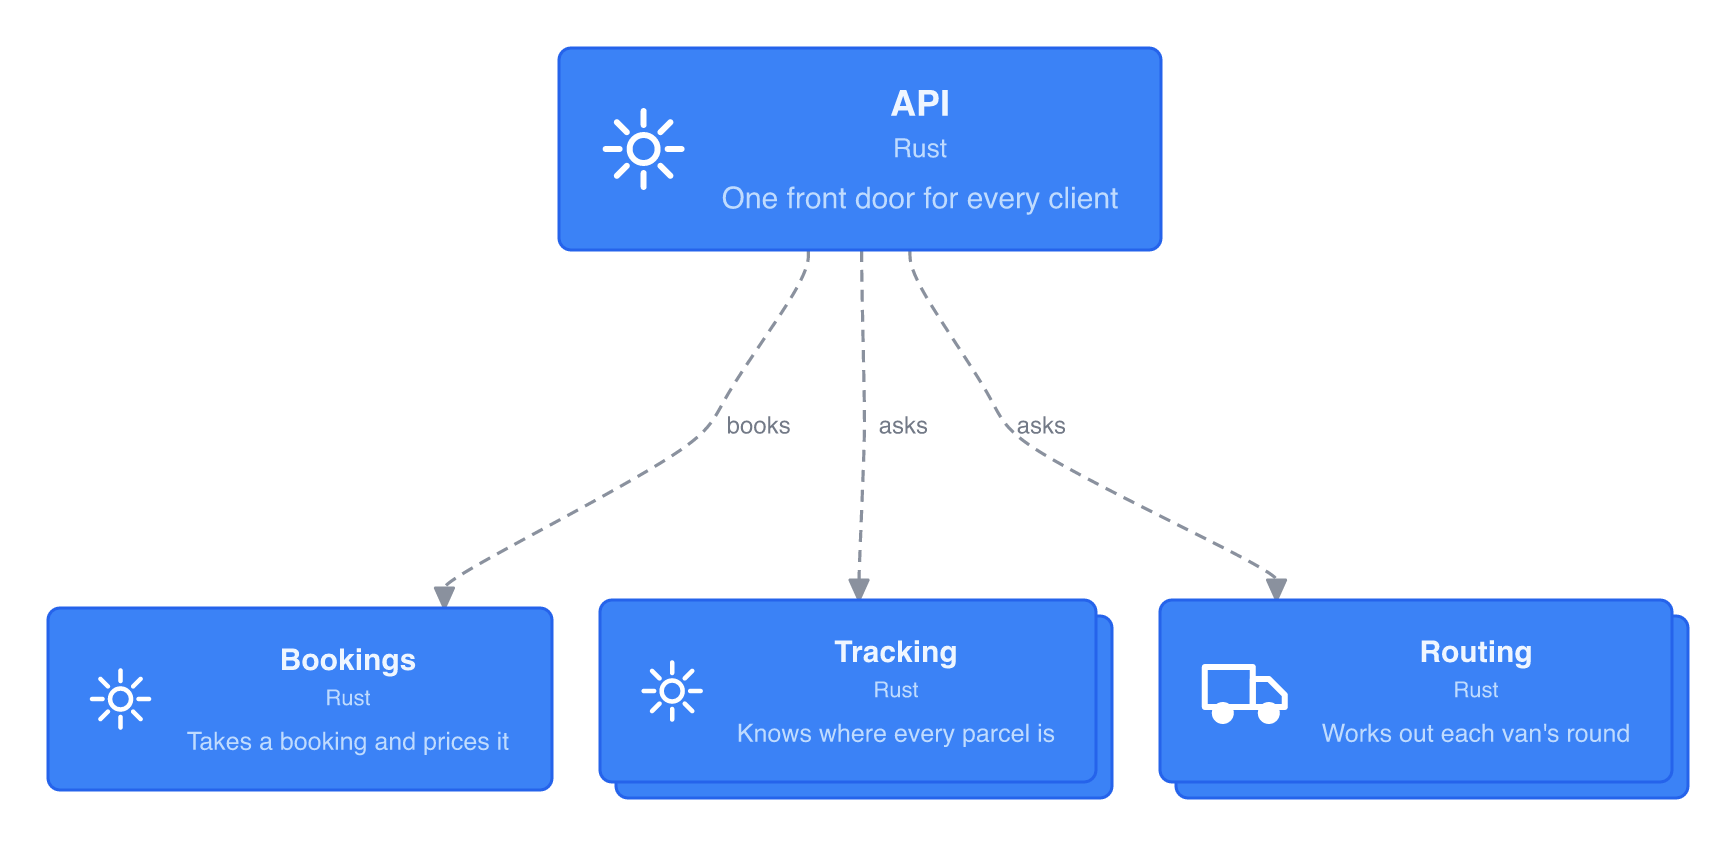 API
Rust
One front door for every client
books
asks
asks
Bookings
Rust
Takes a booking and prices it
Tracking
Rust
Knows where every parcel is
Routing
Rust
Works out each van's round